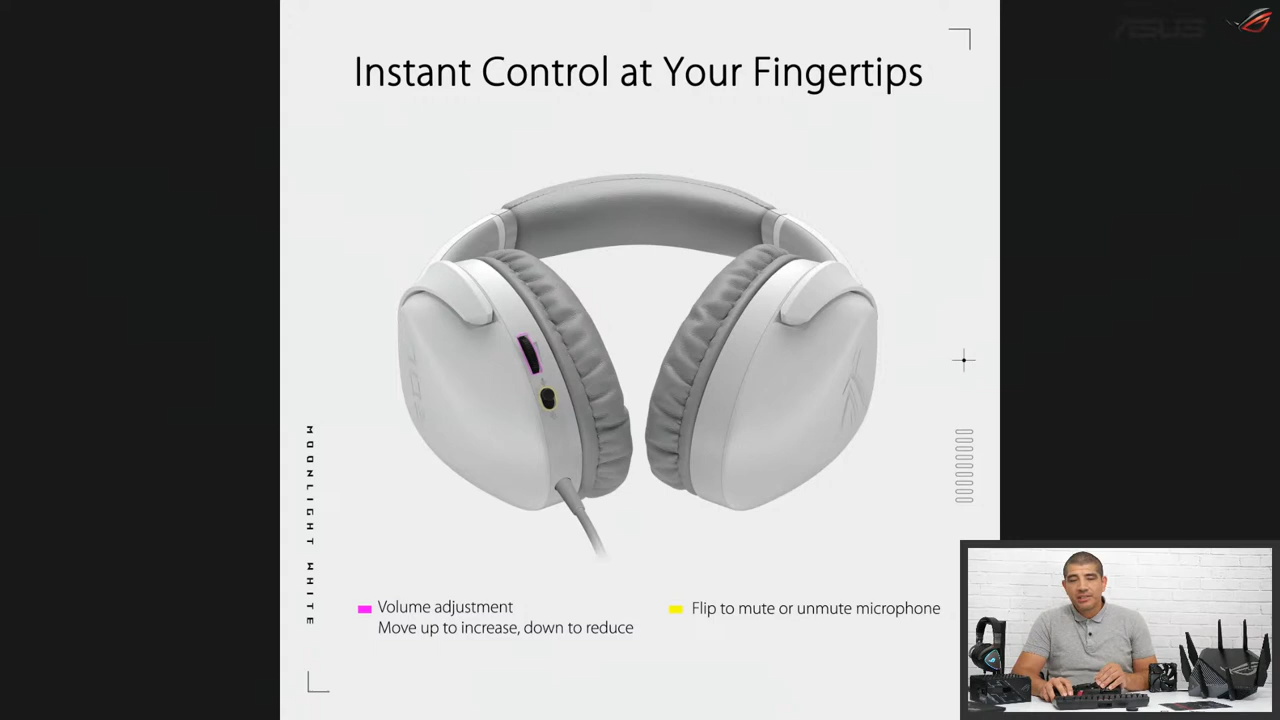 ASUS
Instant Control at Your Fingertips
MOONLIGHT WHITE
Volume adjustment
Move up to increase, down to reduce
Flip to mute or unmute microphone